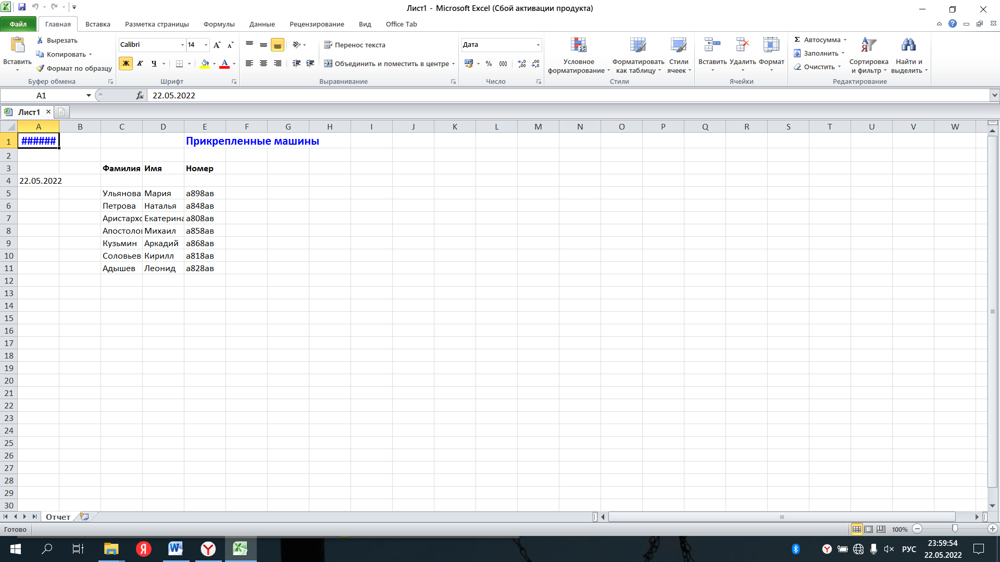 Лист1 - Microsoft Excel (Сбой активации продукта)
Файл Главная Вставка Разметка страницы Формулы Данные Рецензирование Вид Office Tab
Вставить
Вырезать
Копировать
Формат по образцу
Буфер обмена
Calibri 14
Ж К Ч
Шрифт
Перенос текста
Объединить и поместить в центре
Выравнивание
Дата
% 000
Число
Условное форматирование
Форматировать как таблицу
Стили ячеек
Стили
Вставить Удалить Формат
Ячейки
Автосумма
Заполнить
Очистить
Сортировка и фильтр
Найти и выделить
Редактирование
A1 fx 22.05.2022
Лист1
A B C D E F G H I J K L M N O P Q R S T U V W
1 ###### Прикрепленные машины
2
3 Фамилия Имя Номер
4 22.05.2022
5 Ульянова Мария а898ав
6 Петрова Наталья а848ав
7 Аристархо Екатерина а808ав
8 Апостолов Михаил а858ав
9 Кузьмин Аркадий а868ав
10 Соловьев Кирилл а818ав
11 Адышев Леонид а828ав
12
13
14
15
16
17
18
19
20
21
22
23
24
25
26
27
28
29
30
Отчет
Готово 100%
РУС 23:59:54
22.05.2022